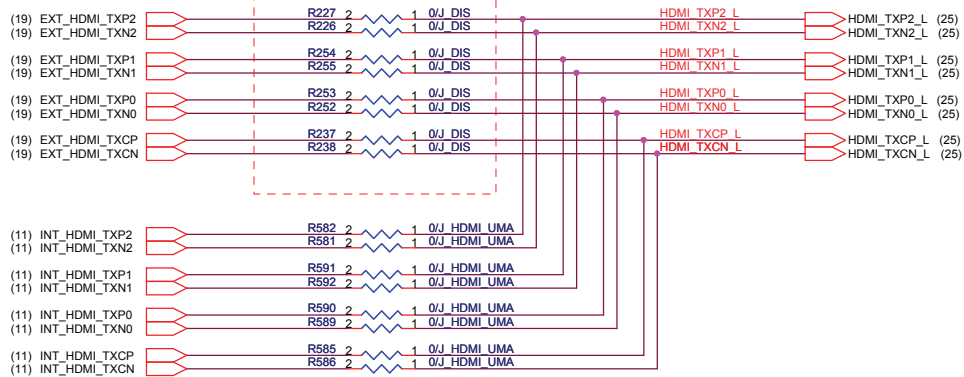 (19) EXT_HDMI_TXP2 R227 2 1 0/J_DIS HDMI_TXP2_L HDMI_TXP2_L (25)
(19) EXT_HDMI_TXN2 R226 2 1 0/J_DIS HDMI_TXN2_L HDMI_TXN2_L (25)
(19) EXT_HDMI_TXP1 R254 2 1 0/J_DIS HDMI_TXP1_L HDMI_TXP1_L (25)
(19) EXT_HDMI_TXN1 R255 2 1 0/J_DIS HDMI_TXN1_L HDMI_TXN1_L (25)
(19) EXT_HDMI_TXP0 R253 2 1 0/J_DIS HDMI_TXP0_L HDMI_TXP0_L (25)
(19) EXT_HDMI_TXN0 R252 2 1 0/J_DIS HDMI_TXN0_L HDMI_TXN0_L (25)
(19) EXT_HDMI_TXCP R237 2 1 0/J_DIS HDMI_TXCP_L HDMI_TXCP_L (25)
(19) EXT_HDMI_TXCN R238 2 1 0/J_DIS HDMI_TXCN_L HDMI_TXCN_L (25)
(11) INT_HDMI_TXP2 R582 2 1 0/J_HDMI_UMA
(11) INT_HDMI_TXN2 R581 2 1 0/J_HDMI_UMA
(11) INT_HDMI_TXP1 R591 2 1 0/J_HDMI_UMA
(11) INT_HDMI_TXN1 R592 2 1 0/J_HDMI_UMA
(11) INT_HDMI_TXP0 R590 2 1 0/J_HDMI_UMA
(11) INT_HDMI_TXN0 R589 2 1 0/J_HDMI_UMA
(11) INT_HDMI_TXCP R585 2 1 0/J_HDMI_UMA
(11) INT_HDMI_TXCN R586 2 1 0/J_HDMI_UMA